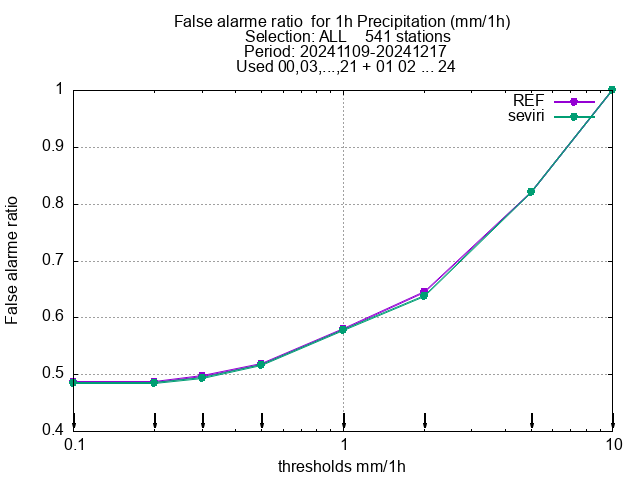 False alarme ratio  for 1h Precipitation (mm/1h)
Selection: ALL    541 stations
Period: 20241109-20241217
Used 00,03,...,21 + 01 02 ... 24
REF
seviri
1
0.9
0.8
0.7
0.6
0.5
0.4
False alarme ratio
0.1
1
10
thresholds mm/1h